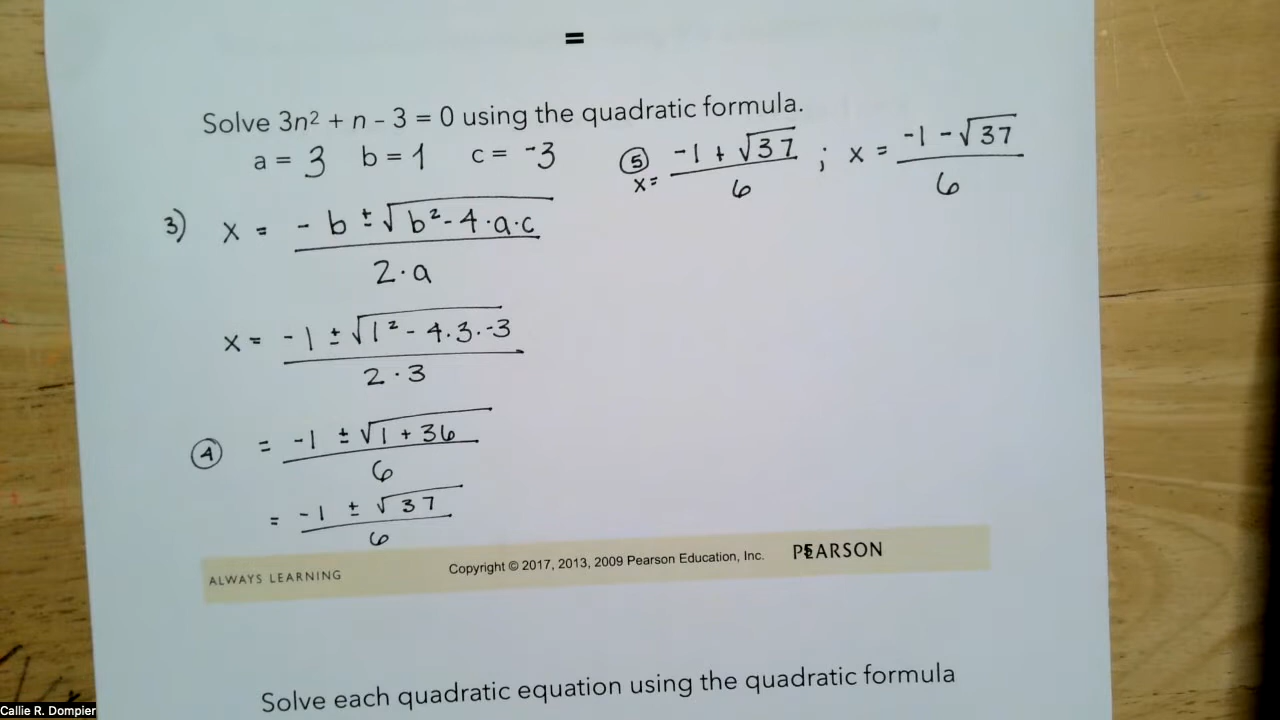 =
Solve 3n² + n - 3 = 0 using the quadratic formula.
a = 3 b = 1 c = -3
⑤ x = (-1 + √37)/6 ; x = (-1 - √37)/6
3) x = (-b ± √(b² - 4·a·c))/(2·a)
x = (-1 ± √(1² - 4·3·-3))/(2·3)
④ = (-1 ± √(1 + 36))/6
= (-1 ± √37)/6
ALWAYS LEARNING Copyright © 2017, 2013, 2009 Pearson Education, Inc. PEARSON
Solve each quadratic equation using the quadratic formula
Callie R. Dompier